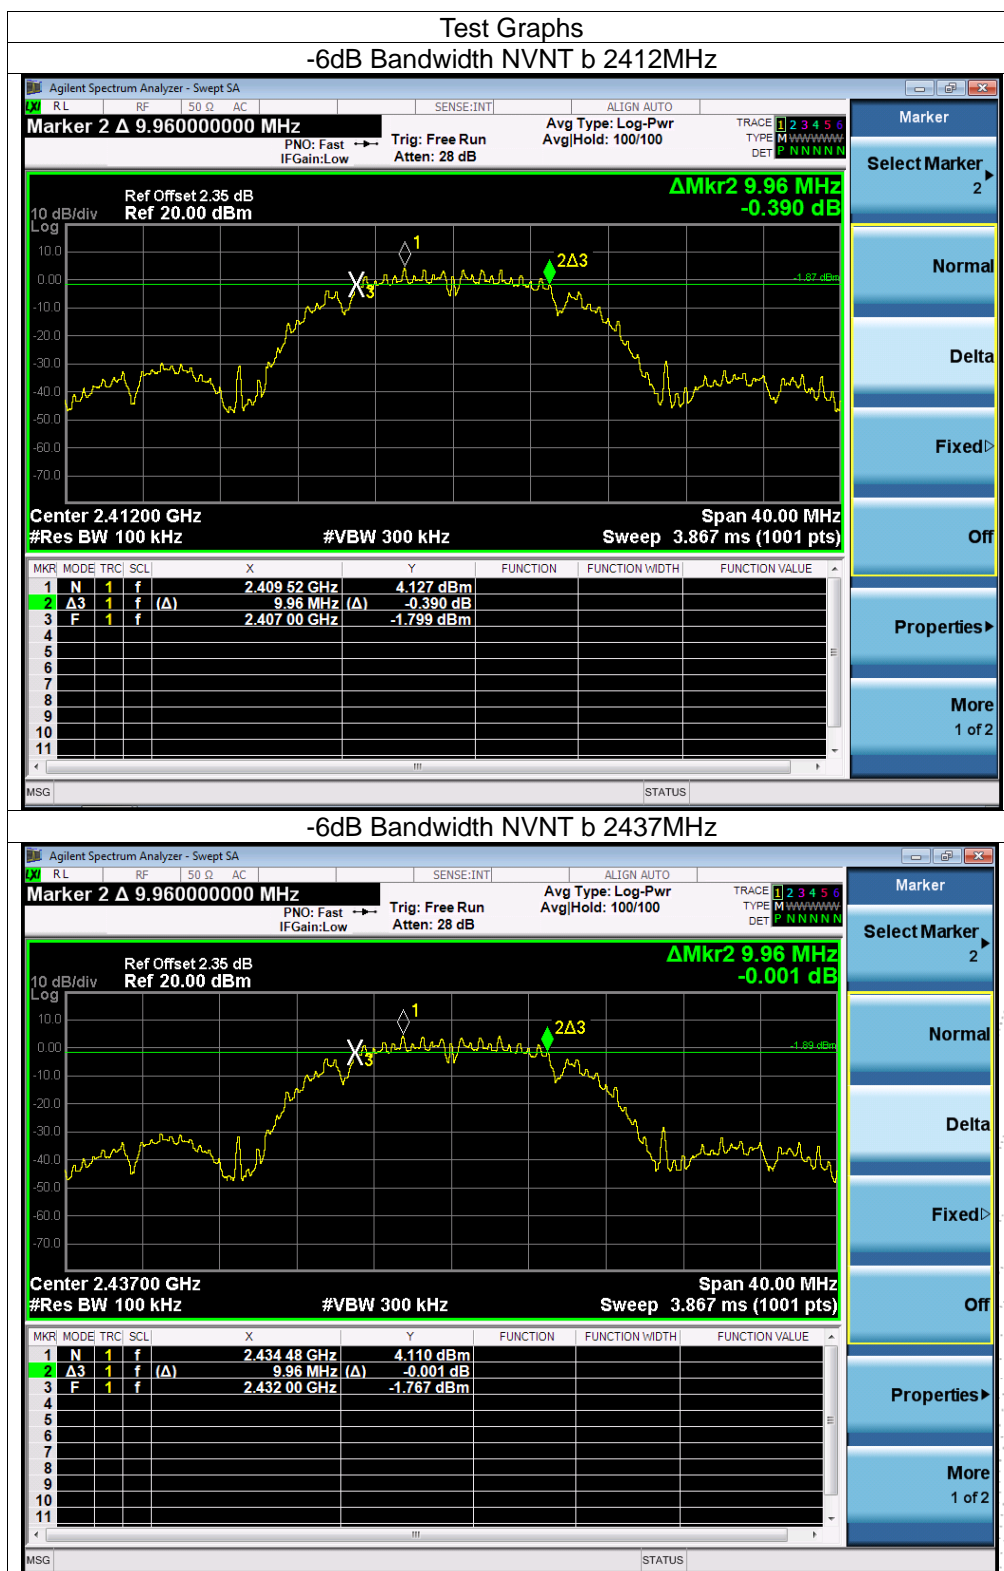 Test Graphs
-6dB Bandwidth NVNT b 2412MHz
Agilent Spectrum Analyzer - Swept SA
LXI RL RF 50 Ω AC SENSE:INT ALIGN AUTO
Marker 2 Δ 9.960000000 MHz
PNO: Fast
IFGain:Low
Trig: Free Run
Atten: 28 dB
Avg Type: Log-Pwr
Avg|Hold: 100/100
TRACE 1 2 3 4 5 6
TYPE M WWWWW
DET P N N N N N
Marker
Select Marker
2
ΔMkr2 9.96 MHz
-0.390 dB
Ref Offset 2.35 dB
10 dB/div Ref 20.00 dBm
Log
10.0
0.00
-10.0
-20.0
-30.0
-40.0
-50.0
-60.0
-70.0
1
2Δ3
3
-1.87 dBm
Normal
Delta
Fixed
Off
Center 2.41200 GHz Span 40.00 MHz
#Res BW 100 kHz #VBW 300 kHz Sweep 3.867 ms (1001 pts)
MKR MODE TRC SCL X Y FUNCTION FUNCTION WIDTH FUNCTION VALUE
1 N 1 f 2.409 52 GHz 4.127 dBm
2 Δ3 1 f (Δ) 9.96 MHz (Δ) -0.390 dB
3 F 1 f 2.407 00 GHz -1.799 dBm
4
5
6
7
8
9
10
11
Properties
More
1 of 2
MSG STATUS
-6dB Bandwidth NVNT b 2437MHz
Agilent Spectrum Analyzer - Swept SA
LXI RL RF 50 Ω AC SENSE:INT ALIGN AUTO
Marker 2 Δ 9.960000000 MHz
PNO: Fast
IFGain:Low
Trig: Free Run
Atten: 28 dB
Avg Type: Log-Pwr
Avg|Hold: 100/100
TRACE 1 2 3 4 5 6
TYPE M WWWWW
DET P N N N N N
Marker
Select Marker
2
ΔMkr2 9.96 MHz
-0.001 dB
Ref Offset 2.35 dB
10 dB/div Ref 20.00 dBm
Log
10.0
0.00
-10.0
-20.0
-30.0
-40.0
-50.0
-60.0
-70.0
1
2Δ3
3
-1.89 dBm
Normal
Delta
Fixed
Off
Center 2.43700 GHz Span 40.00 MHz
#Res BW 100 kHz #VBW 300 kHz Sweep 3.867 ms (1001 pts)
MKR MODE TRC SCL X Y FUNCTION FUNCTION WIDTH FUNCTION VALUE
1 N 1 f 2.434 48 GHz 4.110 dBm
2 Δ3 1 f (Δ) 9.96 MHz (Δ) -0.001 dB
3 F 1 f 2.432 00 GHz -1.767 dBm
4
5
6
7
8
9
10
11
Properties
More
1 of 2
MSG STATUS